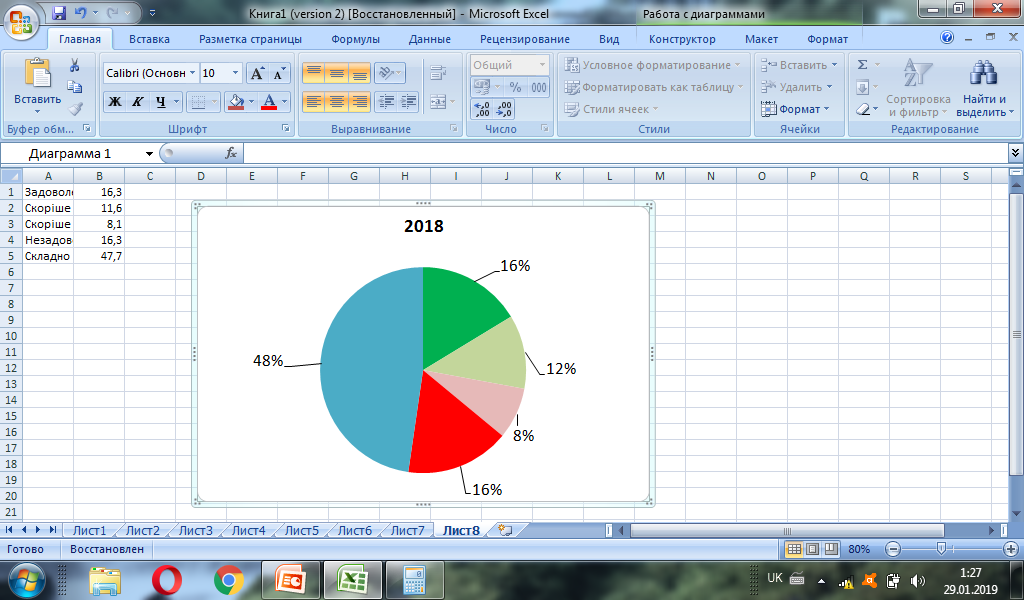 Книга1 (version 2) [Восстановленный] - Microsoft Excel
Работа с диаграммами
Главная Вставка Разметка страницы Формулы Данные Рецензирование Вид Конструктор Макет Формат
Calibri (Основн 10 A A Общий Условное форматирование Вставить Σ
Вставить % 000 Форматировать как таблицу Удалить Сортировка и фильтр Найти и выделить
Ж К Ч A ,00 ,00 Стили ячеек Формат
Буфер обм... Шрифт Выравнивание Число Стили Ячейки Редактирование
Диаграмма 1 fx
A B C D E F G H I J K L M N O P Q R S
1 Задоволе 16,3
2 Скоріше 11,6
3 Скоріше 8,1
4 Незадов 16,3
5 Складно 47,7
6
7
8
9
10
11
12
13
14
15
16
17
18
19
20
21
2018
16%
12%
8%
16%
48%
Лист1 Лист2 Лист3 Лист4 Лист5 Лист6 Лист7 Лист8
Готово Восстановлен 80%
UK 1:27
29.01.2019